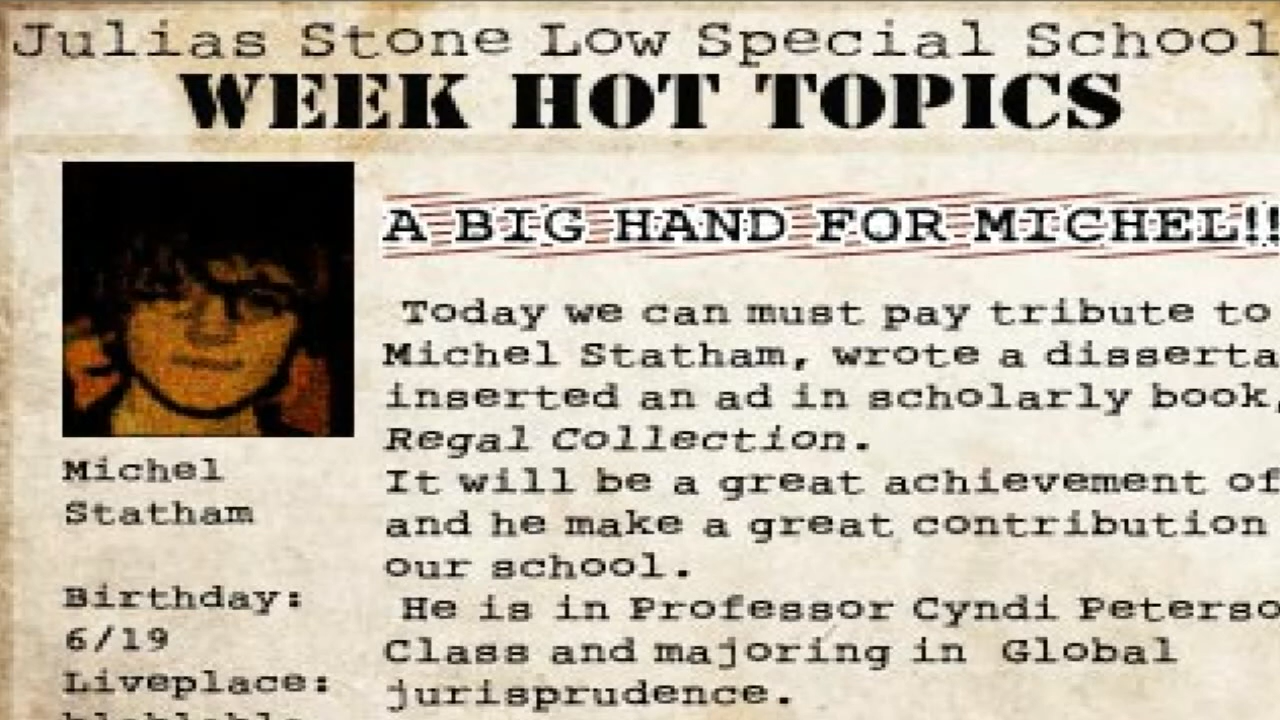 Julias Stone Low Special School
WEEK HOT TOPICS
A BIG HAND FOR MICHEL!!
Today we can must pay tribute to
Michel Statham, wrote a disserta
inserted an ad in scholarly book,
Regal Collection.
It will be a great achievement of
and he make a great contribution
our school.
He is in Professor Cyndi Peterso
Class and majoring in Global
jurisprudence.
Michel
Statham
Birthday:
6/19
Liveplace: